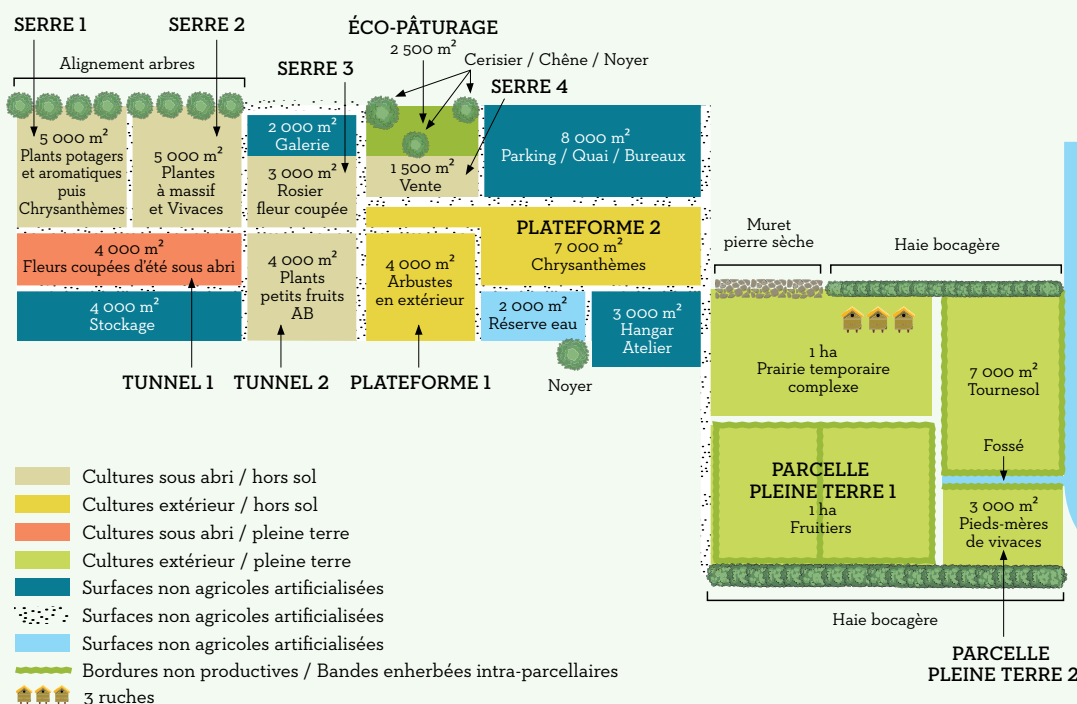 SERRE 1
SERRE 2
ÉCO-PÂTURAGE
2 500 m²
Alignement arbres
SERRE 3
Cerisier / Chêne / Noyer
SERRE 4
5 000 m²
Plants potagers
et aromatiques
puis
Chrysanthèmes
5 000 m²
Plantes
à massif
et Vivaces
2 000 m²
Galerie
3 000 m²
Rosier
fleur coupée
1 500 m²
Vente
8 000 m²
Parking / Quai / Bureaux
4 000 m²
Fleurs coupées d'été sous abri
4 000 m²
Stockage
4 000 m²
Plants
petits fruits
AB
4 000 m²
Arbustes
en extérieur
PLATEFORME 2
7 000 m²
Chrysanthèmes
2 000 m²
Réserve eau
3 000 m²
Hangar
Atelier
TUNNEL 1
TUNNEL 2
PLATEFORME 1
Noyer
Muret
pierre sèche
Haie bocagère
1 ha
Prairie temporaire
complexe
7 000 m²
Tournesol
Fossé
PARCELLE
PLEINE TERRE 1
1 ha
Fruitiers
3 000 m²
Pieds-mères
de vivaces
Haie bocagère
PARCELLE
PLEINE TERRE 2
Cultures sous abri / hors sol
Cultures extérieur / hors sol
Cultures sous abri / pleine terre
Cultures extérieur / pleine terre
Surfaces non agricoles artificialisées
Surfaces non agricoles artificialisées
Surfaces non agricoles artificialisées
Bordures non productives / Bandes enherbées intra-parcellaires
3 ruches